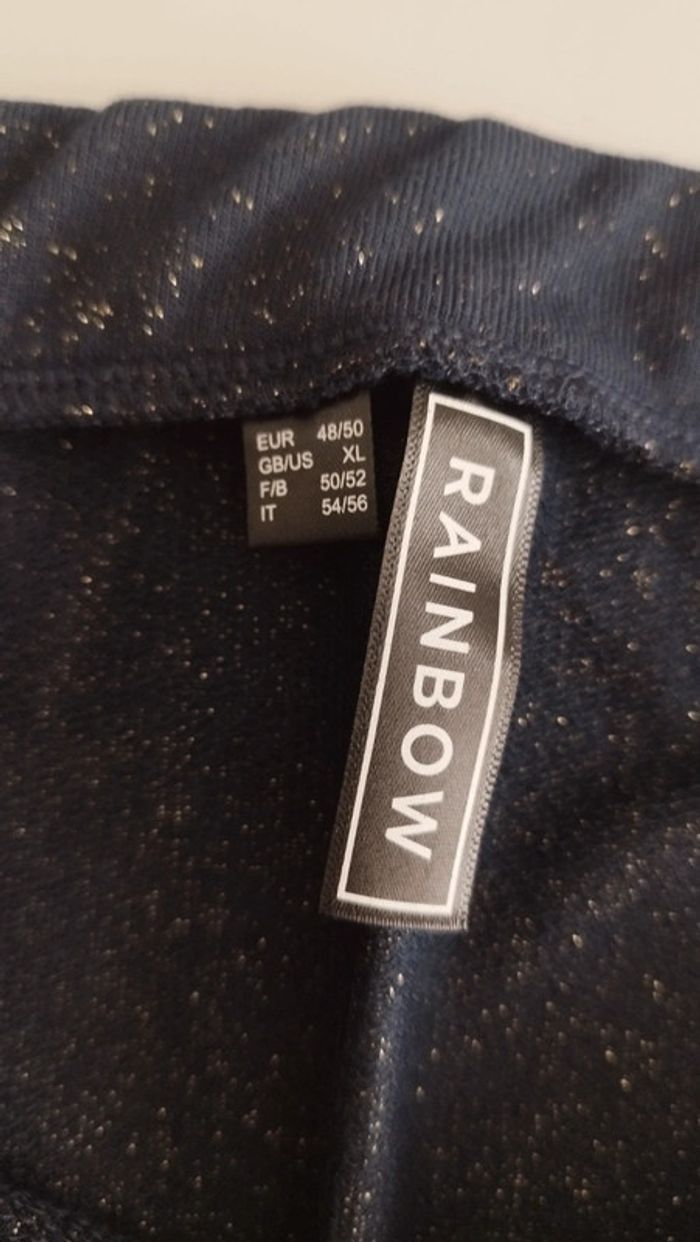 EUR 48/50
GB/US XL
F/B 50/52
IT 54/56
RAINBOW